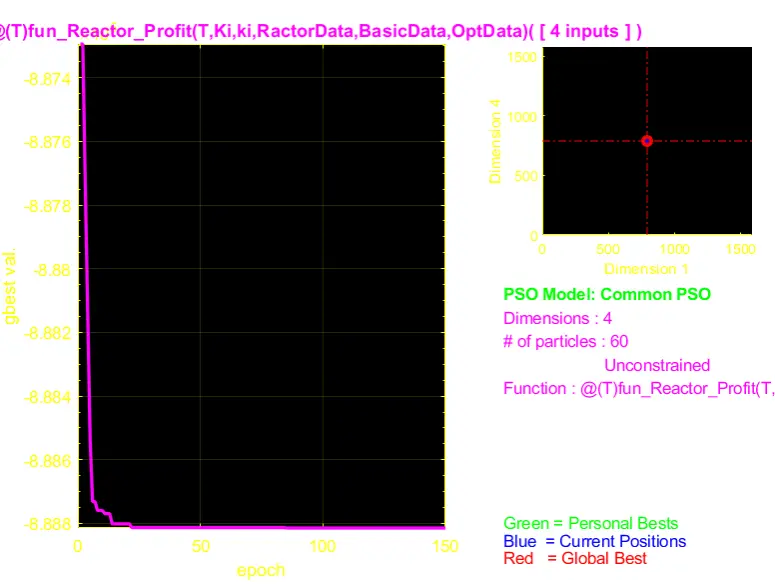 @(T)fun_Reactor_Profit(T,Ki,ki,RactorData,BasicData,OptData)( [ 4 inputs ] )
-8.874
-8.876
-8.878
-8.88
-8.882
-8.884
-8.886
-8.888
gbest val.
0 50 100 150
epoch
1500
1000
500
0
Dimension 4
0 500 1000 1500
Dimension 1
PSO Model: Common PSO
Dimensions : 4
# of particles : 60
Unconstrained
Function : @(T)fun_Reactor_Profit(T,
Green = Personal Bests
Blue = Current Positions
Red = Global Best